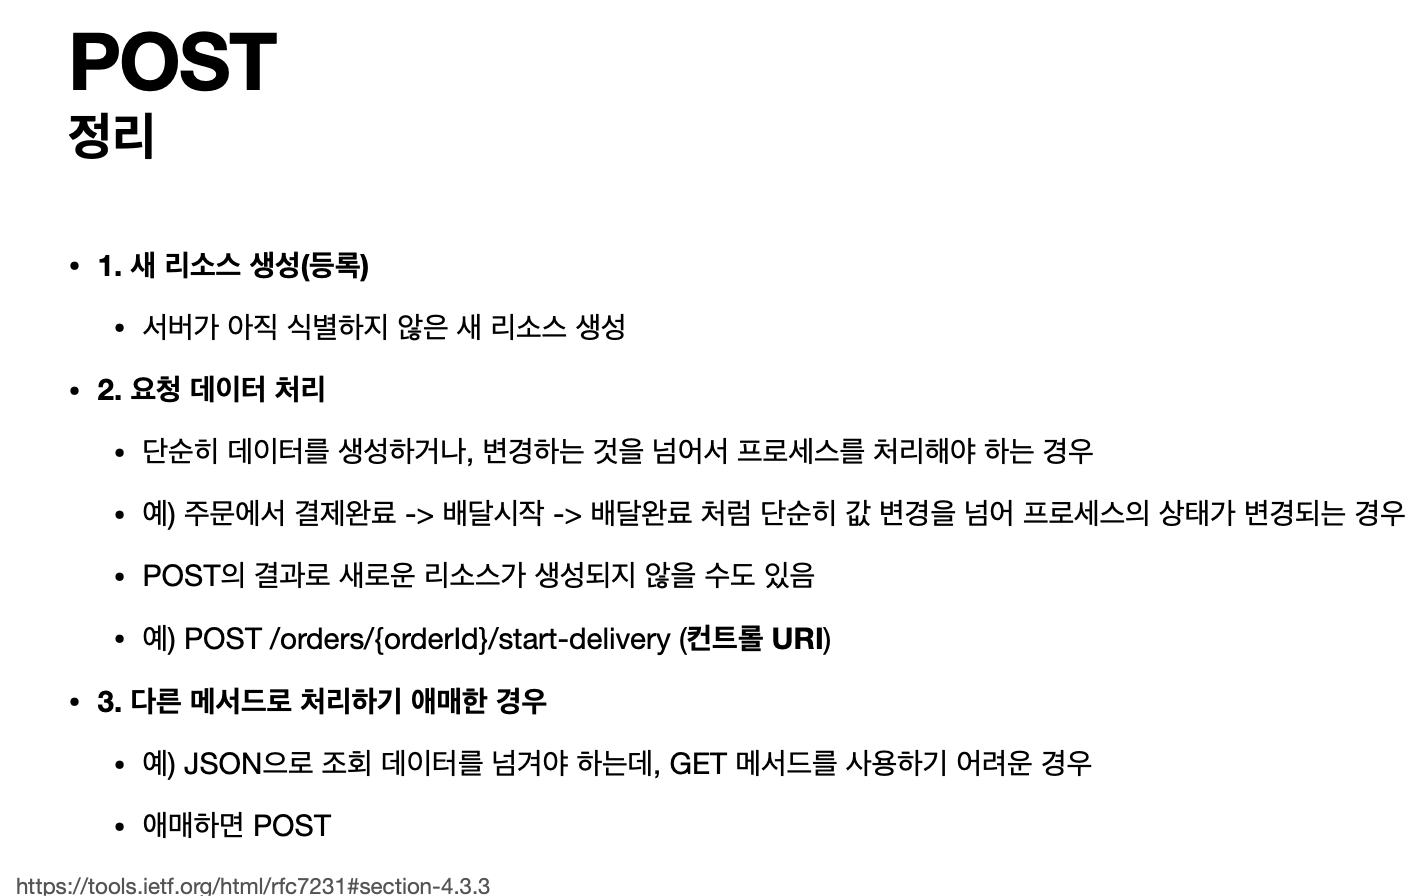 POST
정리
• 1. 새 리소스 생성(등록)
• 서버가 아직 식별하지 않은 새 리소스 생성
• 2. 요청 데이터 처리
• 단순히 데이터를 생성하거나, 변경하는 것을 넘어서 프로세스를 처리해야 하는 경우
• 예) 주문에서 결제완료 -> 배달시작 -> 배달완료 처럼 단순히 값 변경을 넘어 프로세스의 상태가 변경되는 경우
• POST의 결과로 새로운 리소스가 생성되지 않을 수도 있음
• 예) POST /orders/{orderId}/start-delivery (컨트롤 URI)
• 3. 다른 메서드로 처리하기 애매한 경우
• 예) JSON으로 조회 데이터를 넘겨야 하는데, GET 메서드를 사용하기 어려운 경우
• 애매하면 POST
https://tools.ietf.org/html/rfc7231#section-4.3.3